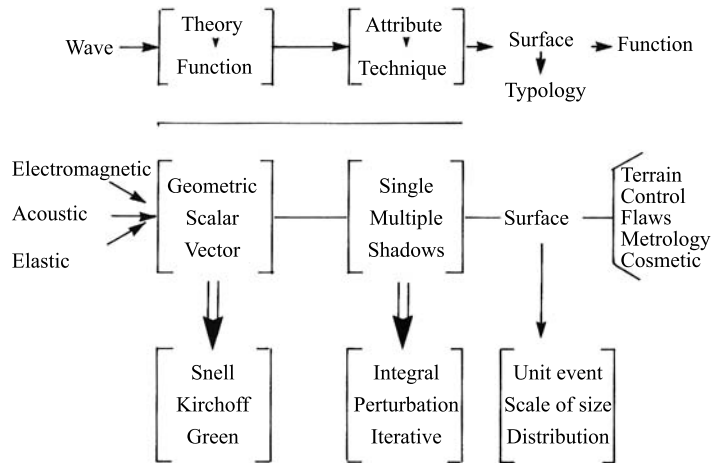 Wave
Theory
Function
Attribute
Technique
Surface
Typology
Function
Electromagnetic
Acoustic
Elastic
Geometric
Scalar
Vector
Single
Multiple
Shadows
Surface
Terrain
Control
Flaws
Metrology
Cosmetic
Snell
Kirchoff
Green
Integral
Perturbation
Iterative
Unit event
Scale of size
Distribution